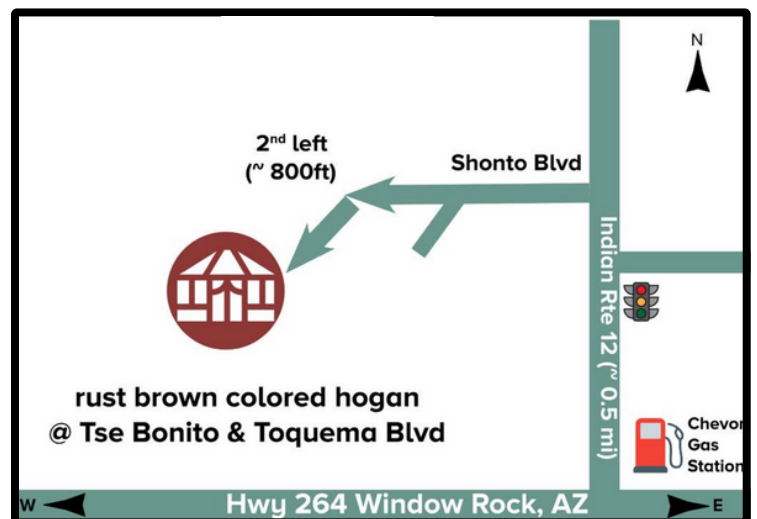 N
2nd left
(~ 800ft)
Shonto Blvd
Indian Rte 12 (~ 0.5 mi)
rust brown colored hogan
@ Tse Bonito & Toquema Blvd
Chevor
Gas
Station
W
Hwy 264 Window Rock, AZ
E